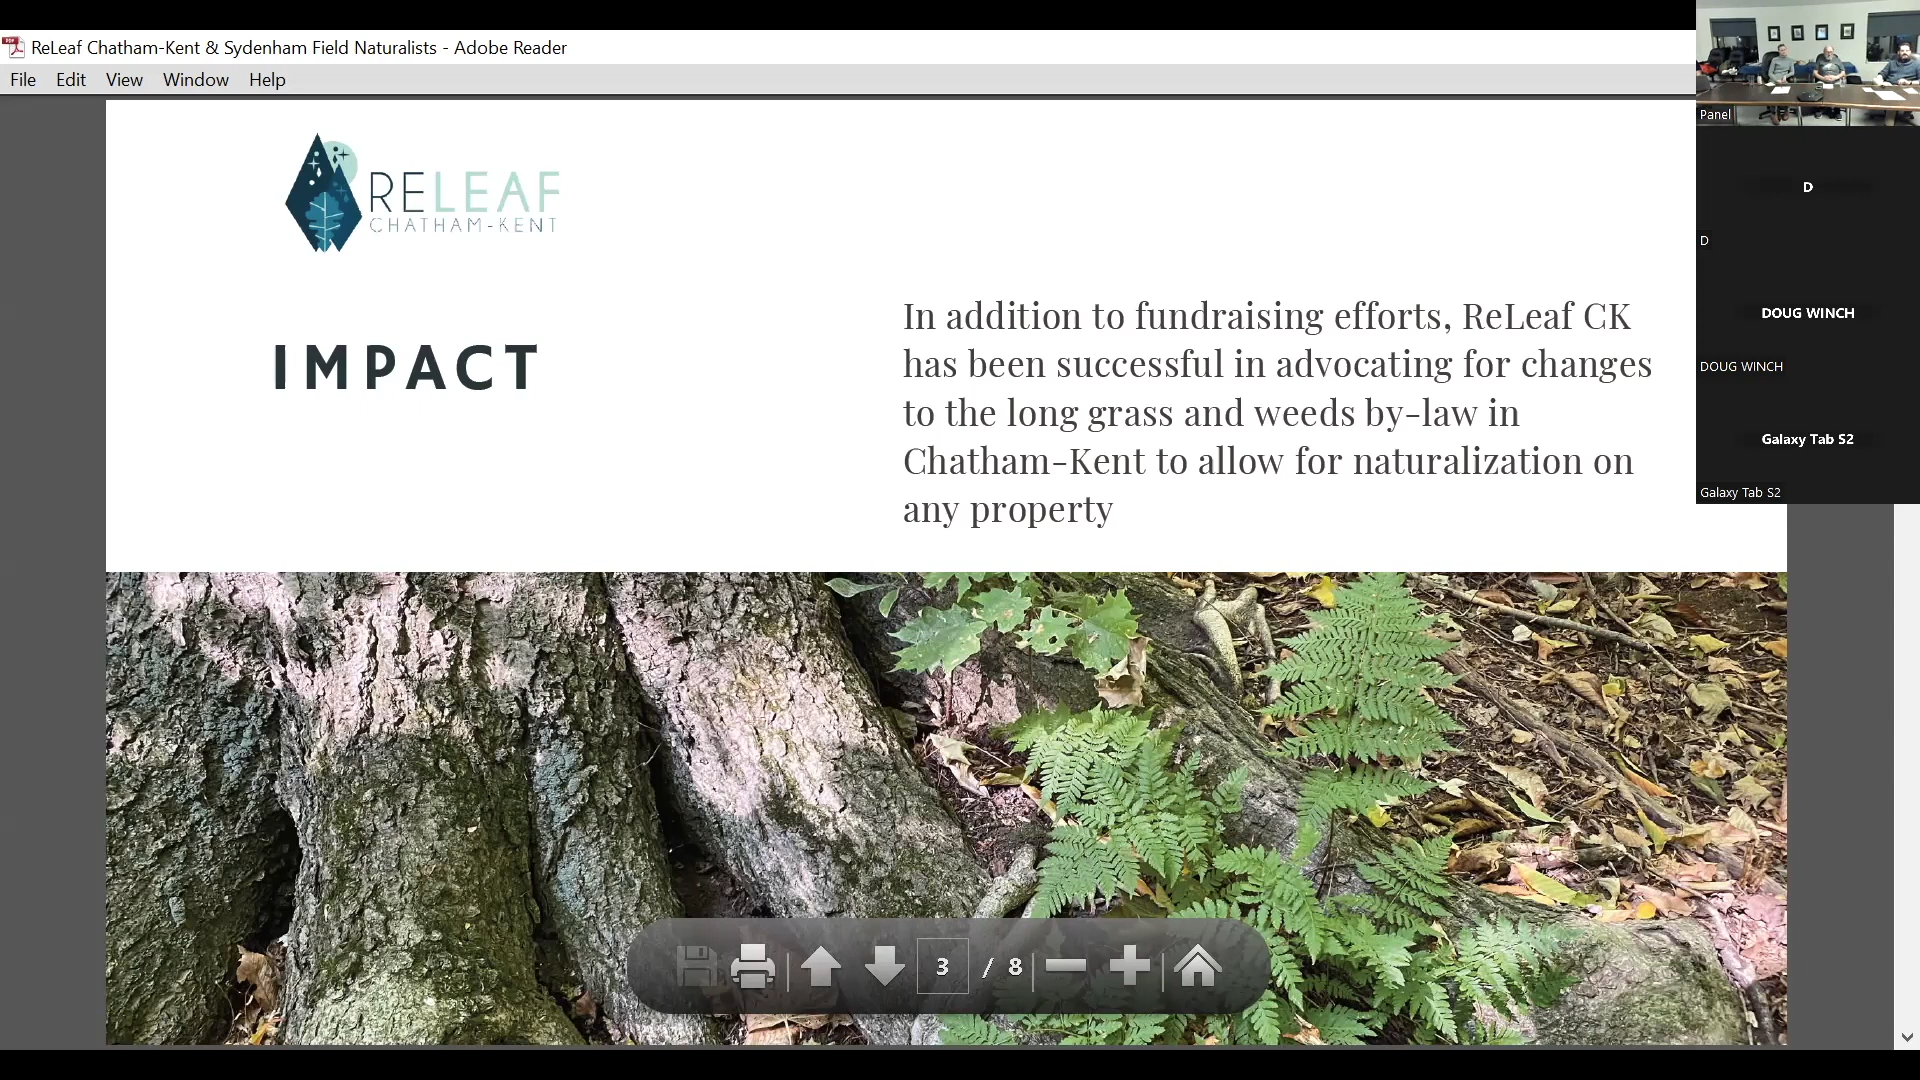 ReLeaf Chatham-Kent & Sydenham Field Naturalists - Adobe Reader
File Edit View Window Help
RELEAF
CHATHAM-KENT
IMPACT
In addition to fundraising efforts, ReLeaf CK
has been successful in advocating for changes
to the long grass and weeds by-law in
Chatham-Kent to allow for naturalization on
any property
3 / 8
Panel
D
D
DOUG WINCH
DOUG WINCH
Galaxy Tab S2
Galaxy Tab S2